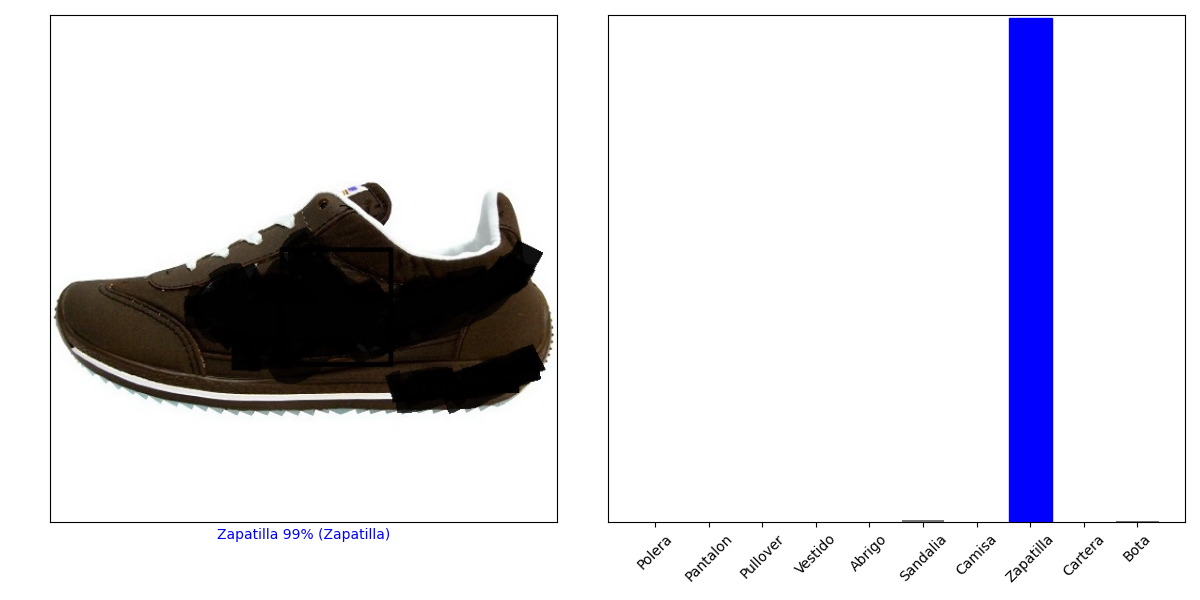 Zapatilla 99% (Zapatilla)
Polera
Pantalon
Pullover
Vestido
Abrigo
Sandalia
Camisa
Zapatilla
Cartera
Bota